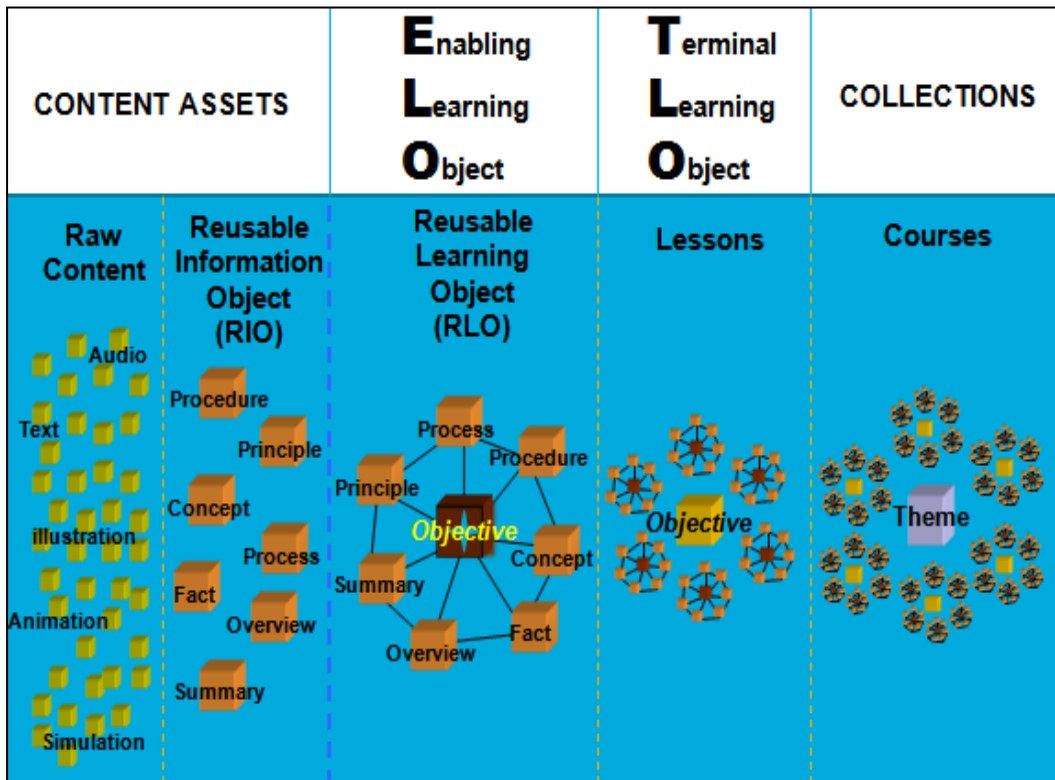 CONTENT ASSETS
Enabling
Learning
Object
Terminal
Learning
Object
COLLECTIONS
Raw
Content
Reusable
Information
Object
(RIO)
Reusable
Learning
Object
(RLO)
Lessons
Courses
Audio
Text
illustration
Animation
Simulation
Procedure
Principle
Concept
Process
Fact
Overview
Summary
Process
Procedure
Principle
Objective
Concept
Summary
Fact
Overview
Objective
Theme